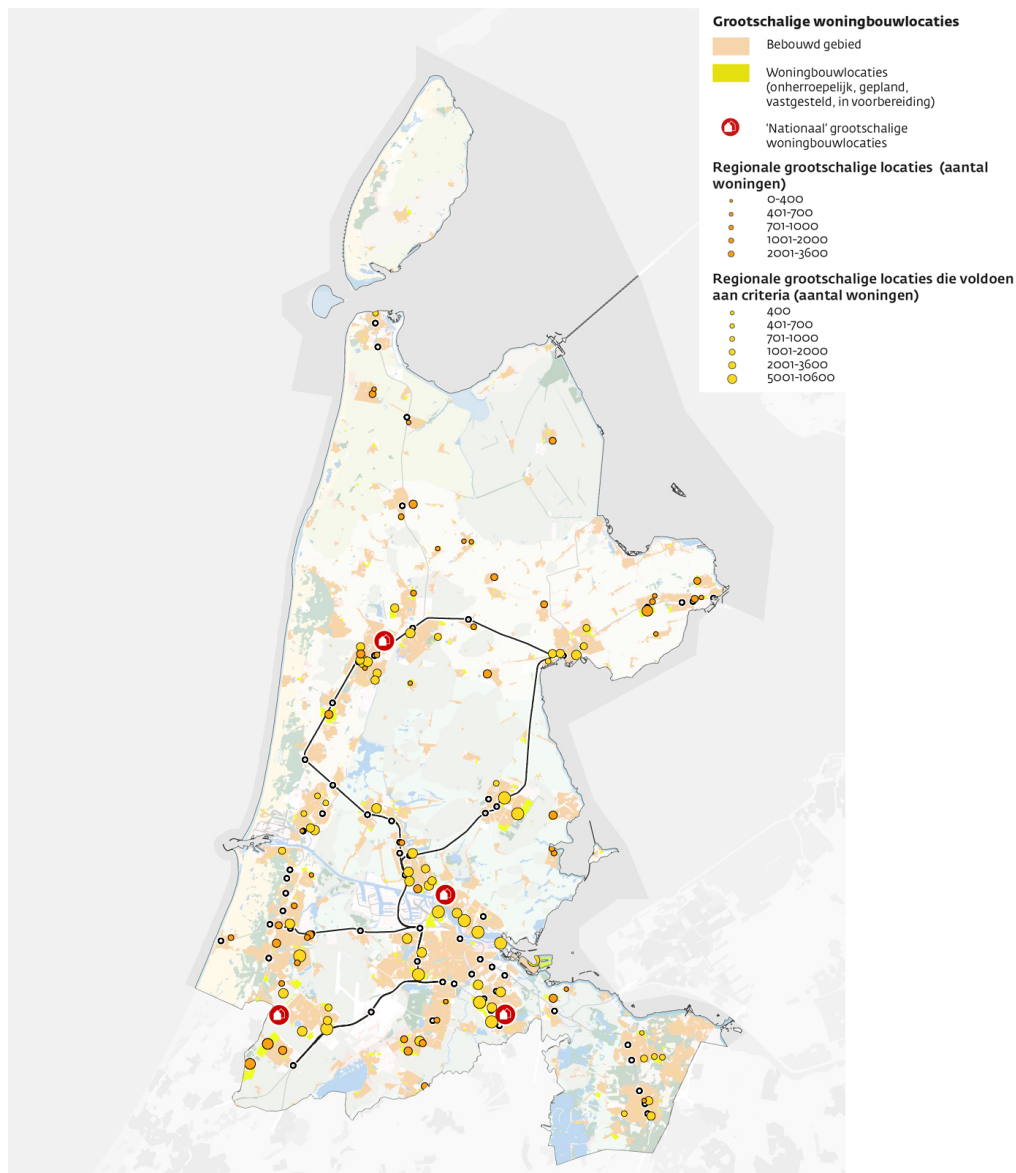 Grootschalige woningbouwlocaties
Bebouwd gebied
Woningbouwlocaties
(onherroepelijk, gepland,
vastgesteld, in voorbereiding)
'Nationaal' grootschalige
woningbouwlocaties
Regionale grootschalige locaties (aantal
woningen)
0-400
401-700
701-1000
1001-2000
2001-3600
Regionale grootschalige locaties die voldoen
aan criteria (aantal woningen)
400
401-700
701-1000
1001-2000
2001-3600
5001-10600